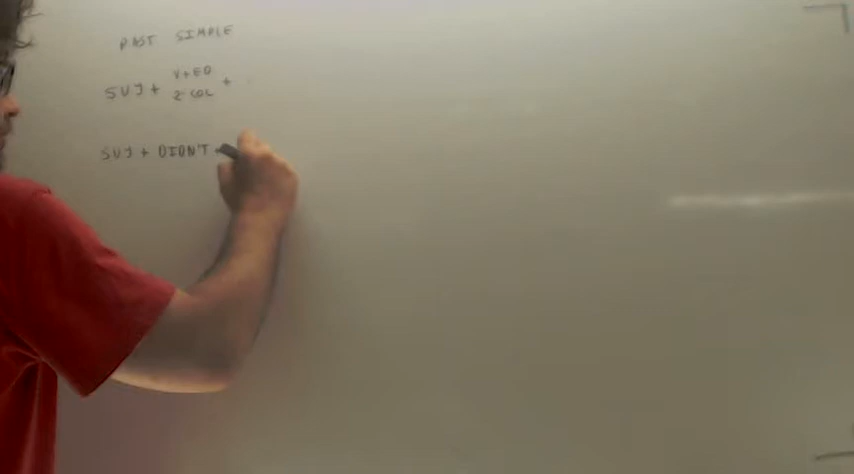 PAST SIMPLE
V+ED
SUJ + 2 COL +
SUJ + DIDN'T